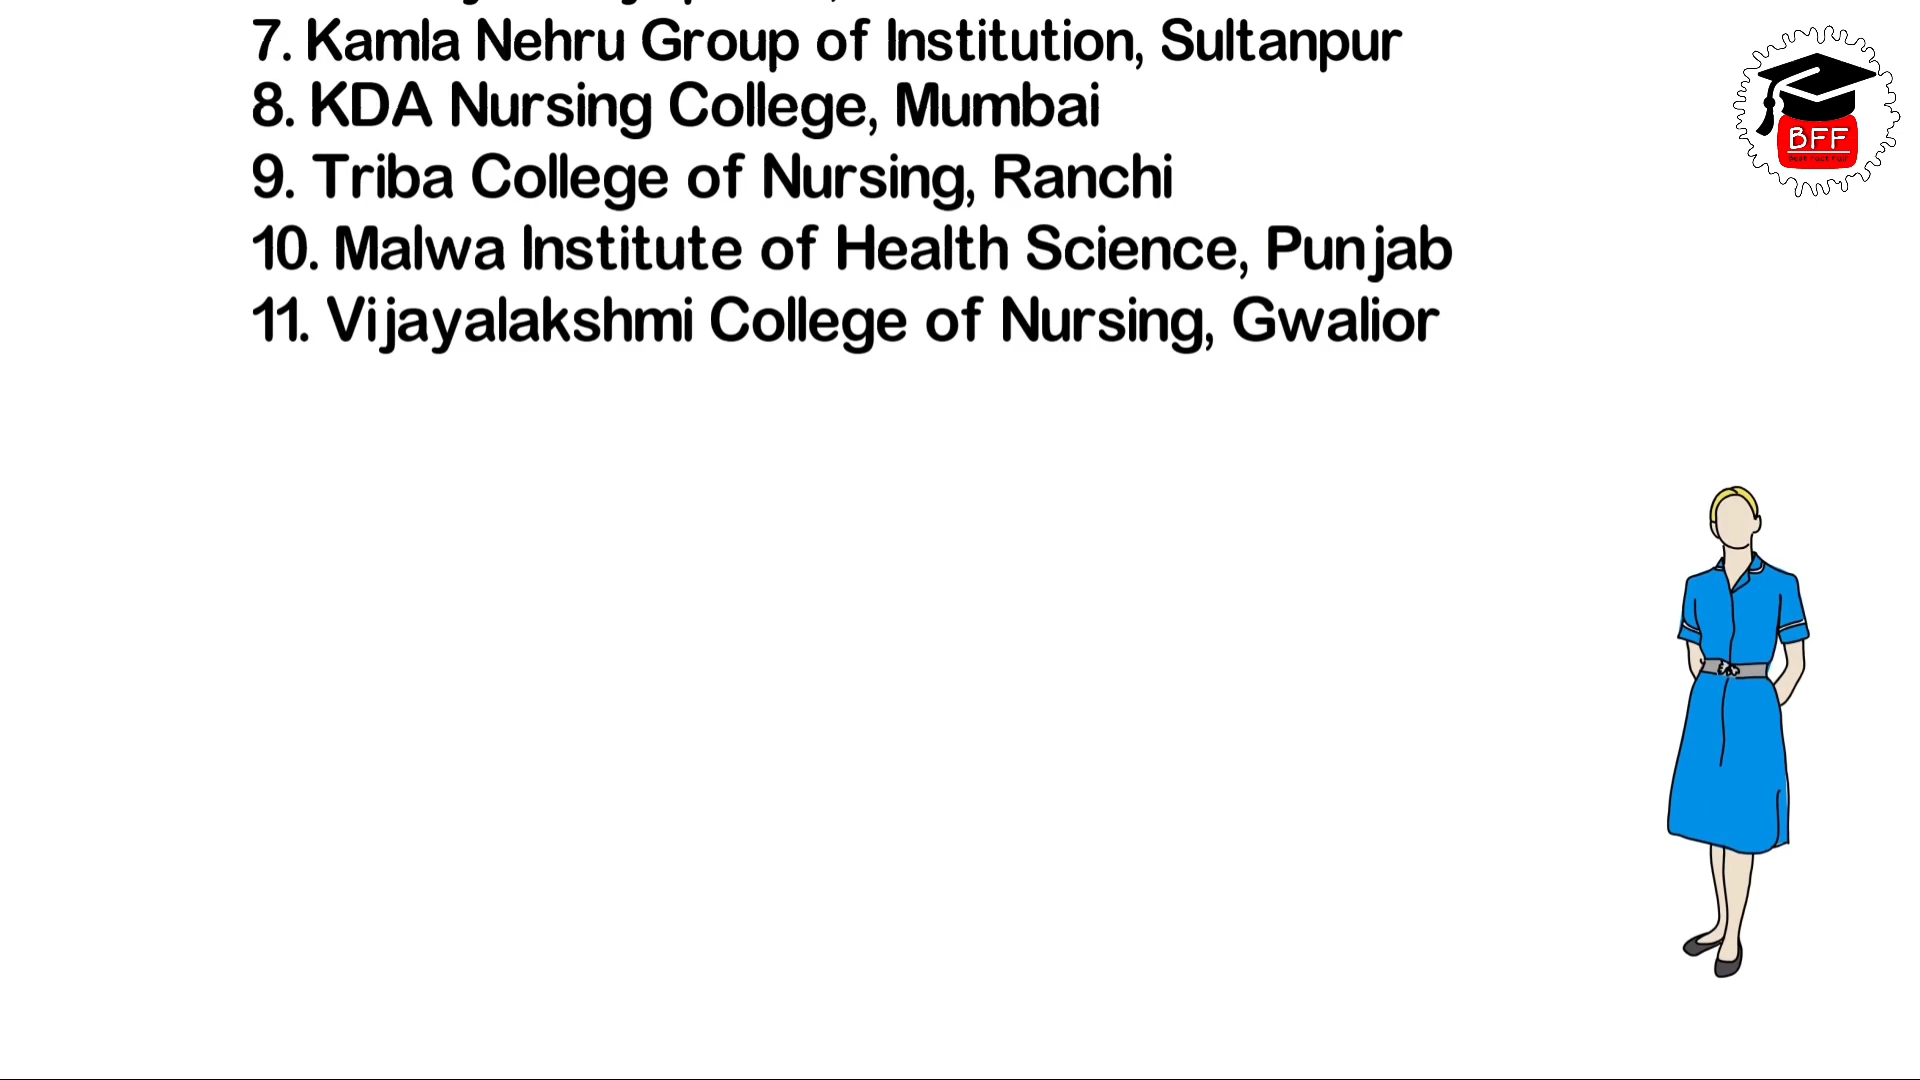 7. Kamla Nehru Group of Institution, Sultanpur
8. KDA Nursing College, Mumbai
9. Triba College of Nursing, Ranchi
10. Malwa Institute of Health Science, Punjab
11. Vijayalakshmi College of Nursing, Gwalior
BFF